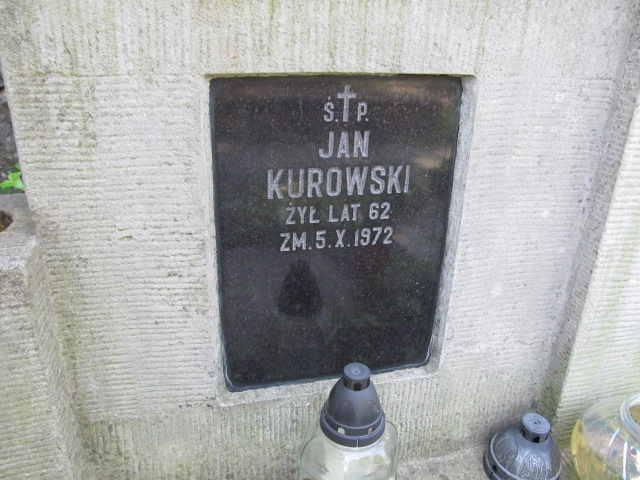 Ś.†P.
JAN
KUROWSKI
ŻYŁ LAT 62
ZM. 5. X. 1972